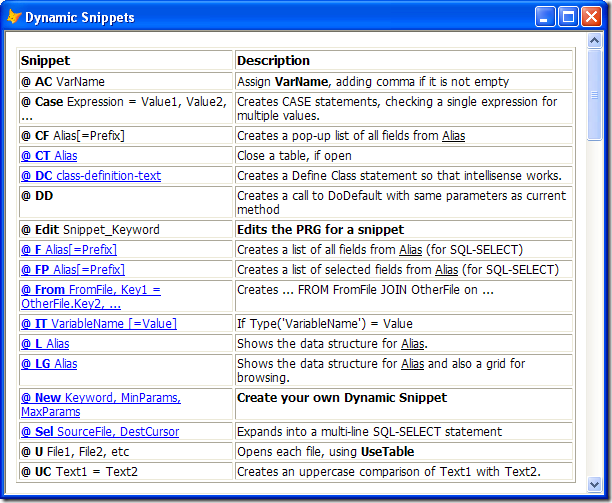 Dynamic Snippets
Snippet Description
@ AC VarName Assign VarName, adding comma if it is not empty
@ Case Expression = Value1, Value2, Creates CASE statements, checking a single expression for
... multiple values.
@ CF Alias[=Prefix] Creates a pop-up list of all fields from Alias
@ CT Alias Close a table, if open
@ DC class-definition-text Creates a Define Class statement so that intellisense works.
@ DD Creates a call to DoDefault with same parameters as current
method
@ Edit Snippet_Keyword Edits the PRG for a snippet
@ F Alias[=Prefix] Creates a list of all fields from Alias (for SQL-SELECT)
@ FP Alias[=Prefix] Creates a list of selected fields from Alias (for SQL-SELECT)
@ From FromFile, Key1 = Creates ... FROM FromFile JOIN OtherFile on ...
OtherFile.Key2, ...
@ IT VariableName [=Value] If Type('VariableName') = Value
@ L Alias Shows the data structure for Alias.
@ LG Alias Shows the data structure for Alias and also a grid for
browsing.
@ New Keyword, MinParams, Create your own Dynamic Snippet
MaxParams
@ Sel SourceFile, DestCursor Expands into a multi-line SQL-SELECT statement
@ U File1, File2, etc Opens each file, using UseTable
@ UC Text1 = Text2 Creates an uppercase comparison of Text1 with Text2.